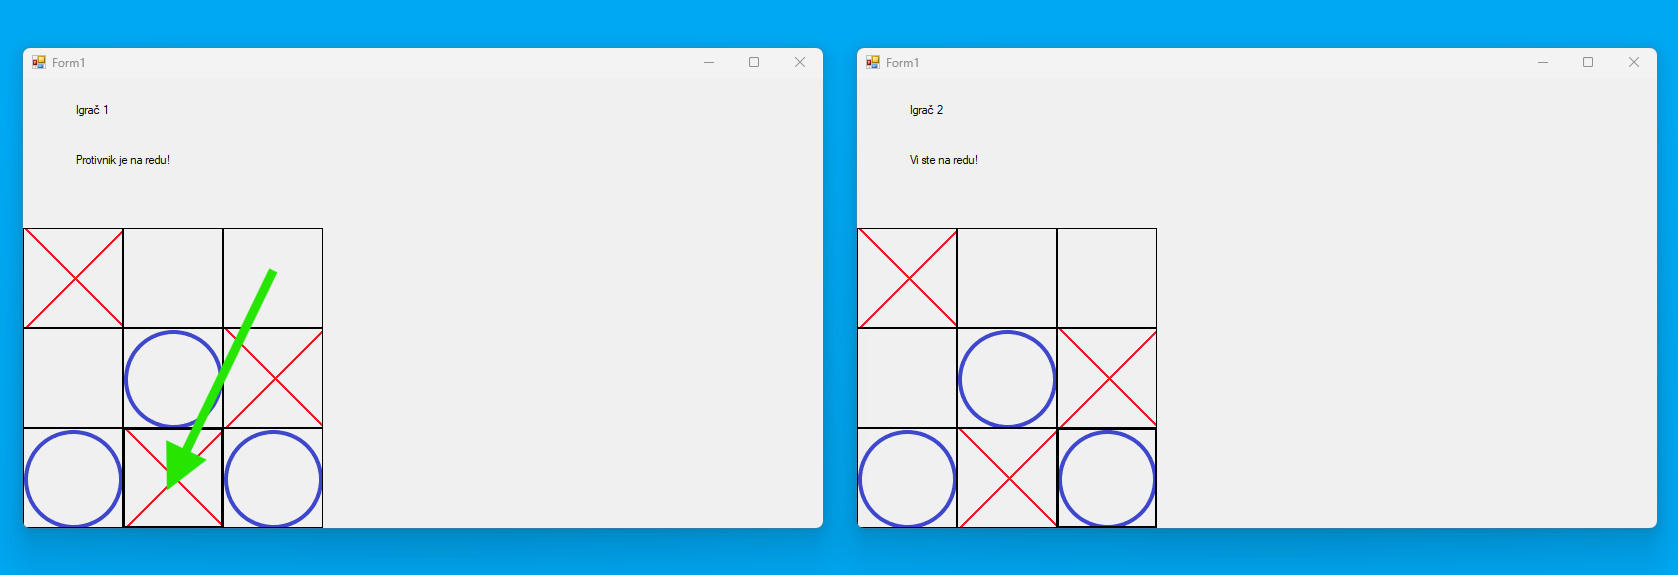 Form1
Igrač 1
Protivnik je na redu!
Form1
Igrač 2
Vi ste na redu!